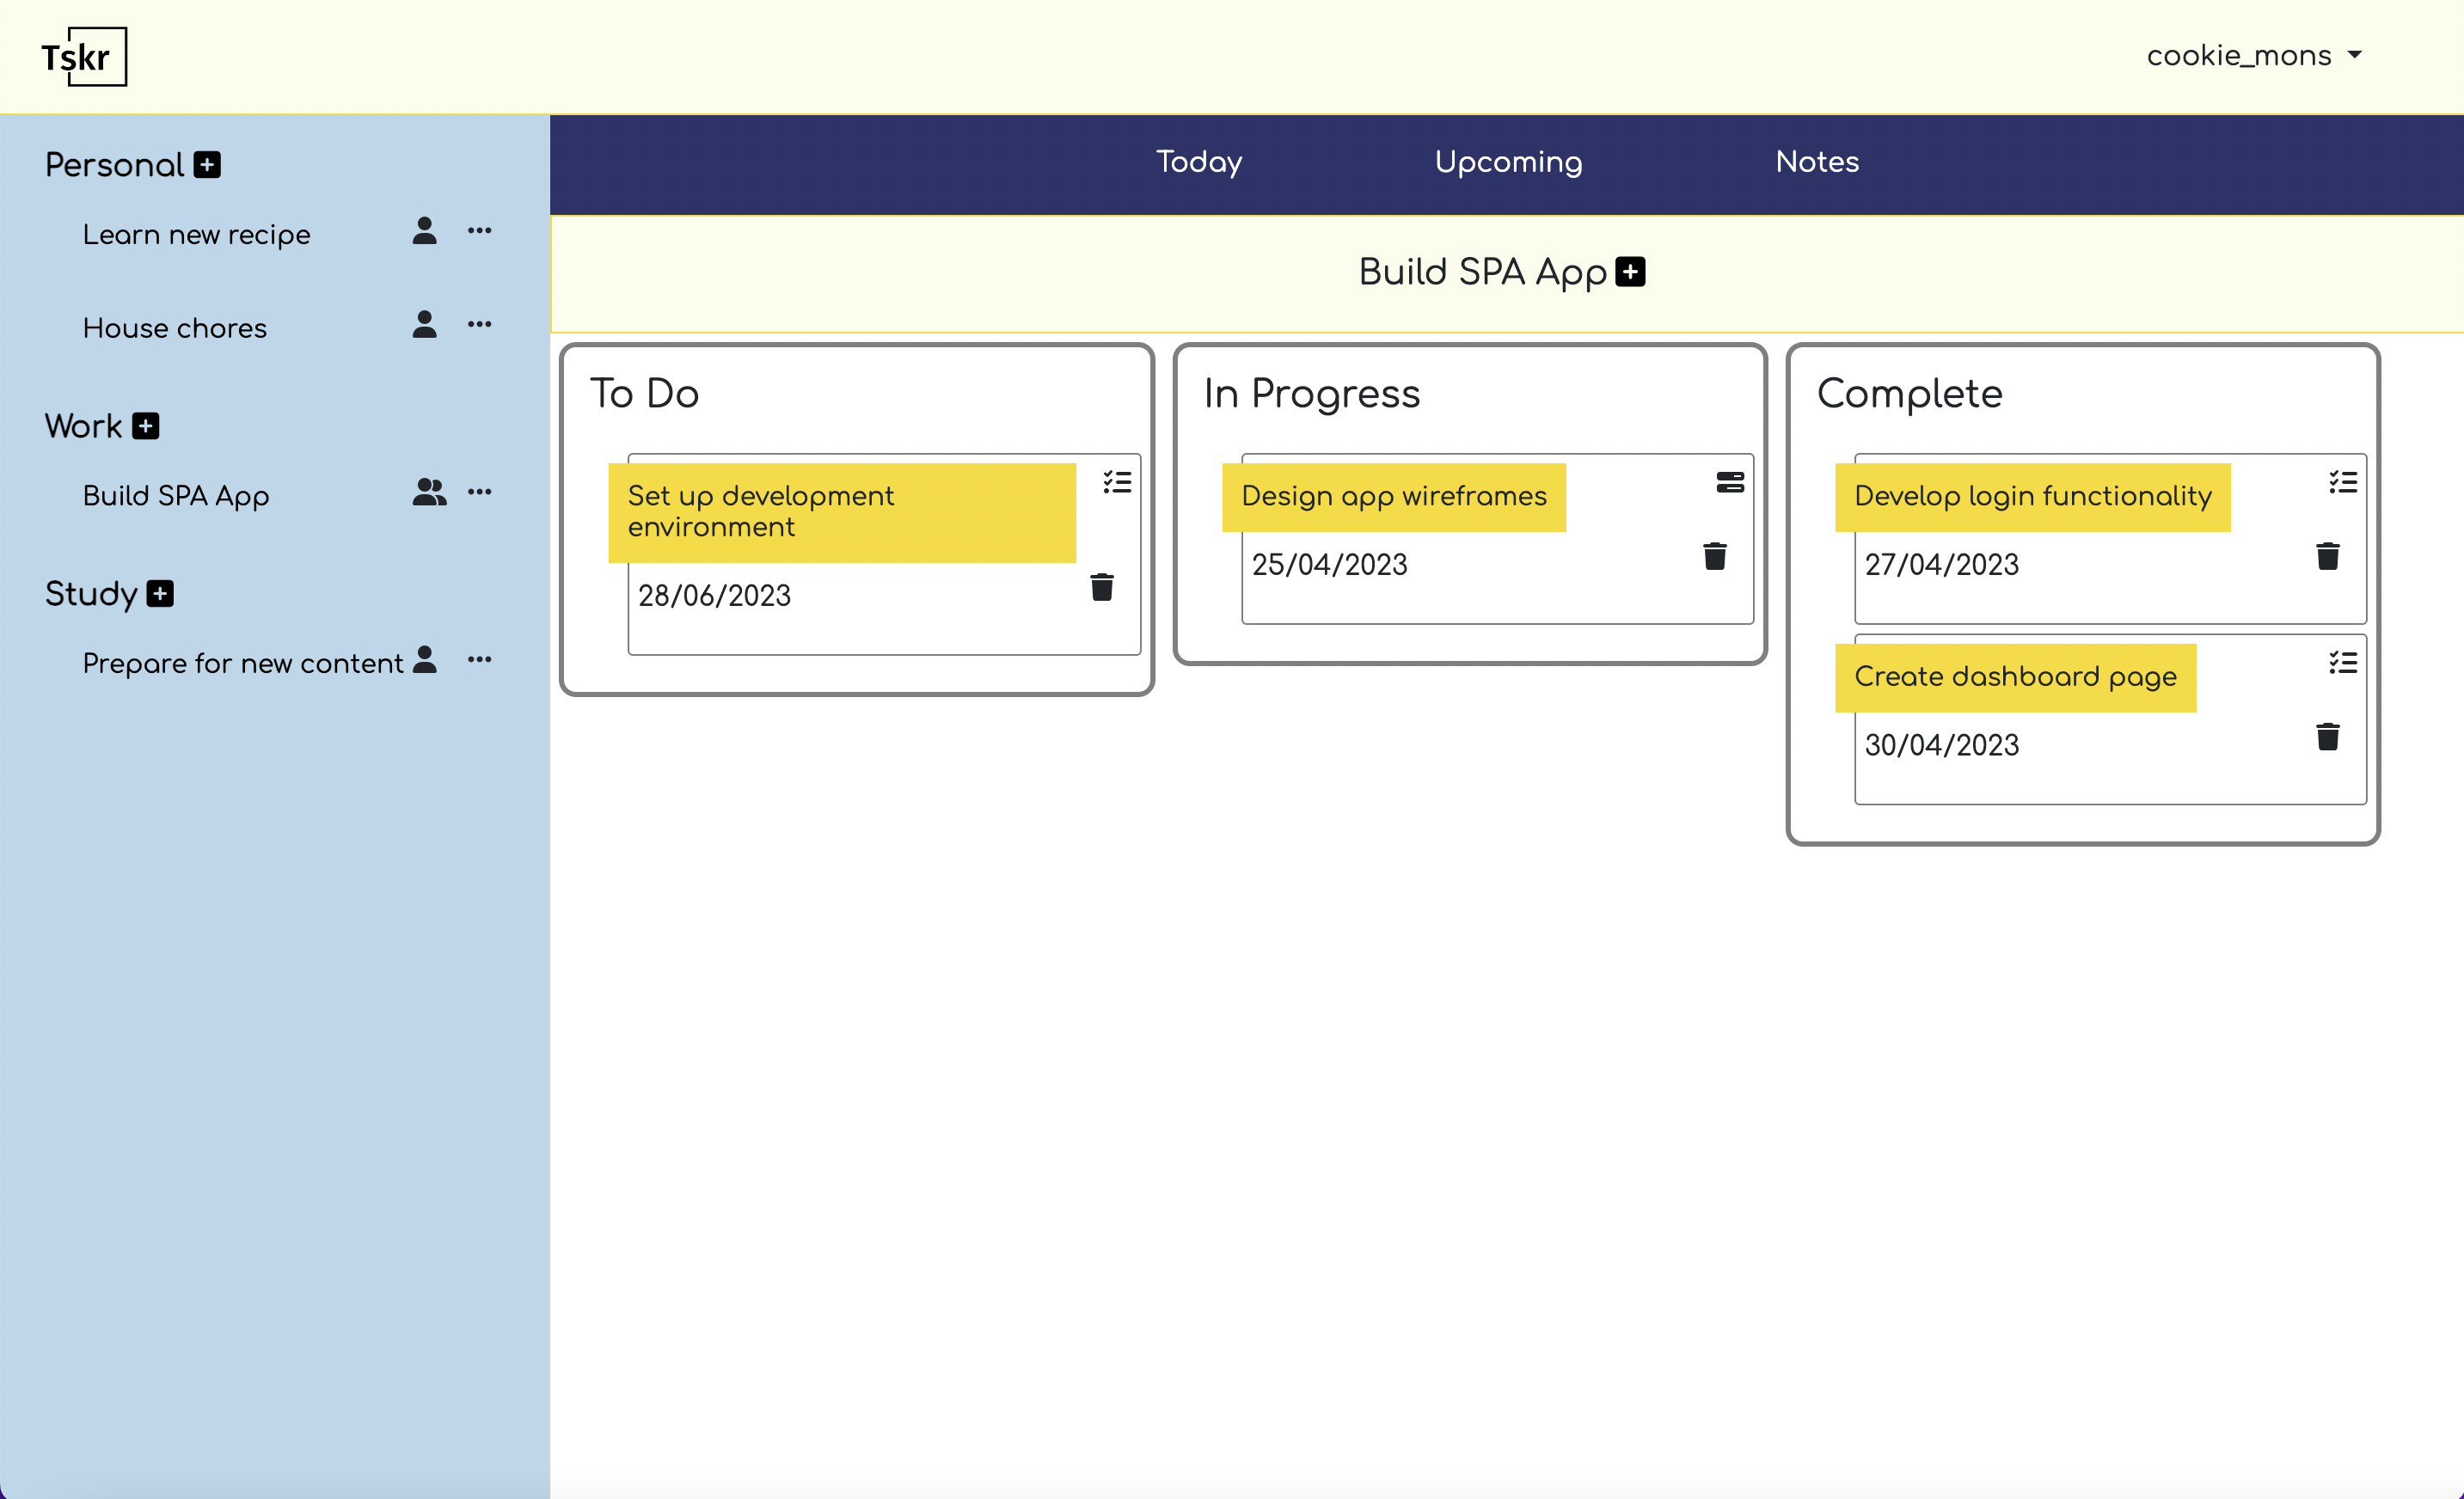 Tskr
cookie_mons
Personal
Learn new recipe
House chores
Work
Build SPA App
Study
Prepare for new content
Today
Upcoming
Notes
Build SPA App
To Do
Set up development
environment
28/06/2023
In Progress
Design app wireframes
25/04/2023
Complete
Develop login functionality
27/04/2023
Create dashboard page
30/04/2023